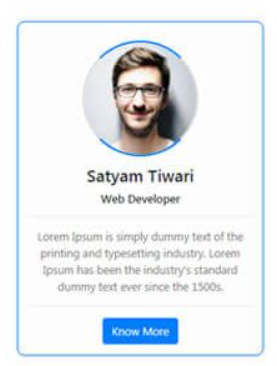 Satyam Tiwari
Web Developer
Lorem Ipsum is simply dummy text of the
printing and typesetting industry. Lorem
Ipsum has been the industry's standard
dummy text ever since the 1500s.
Know More